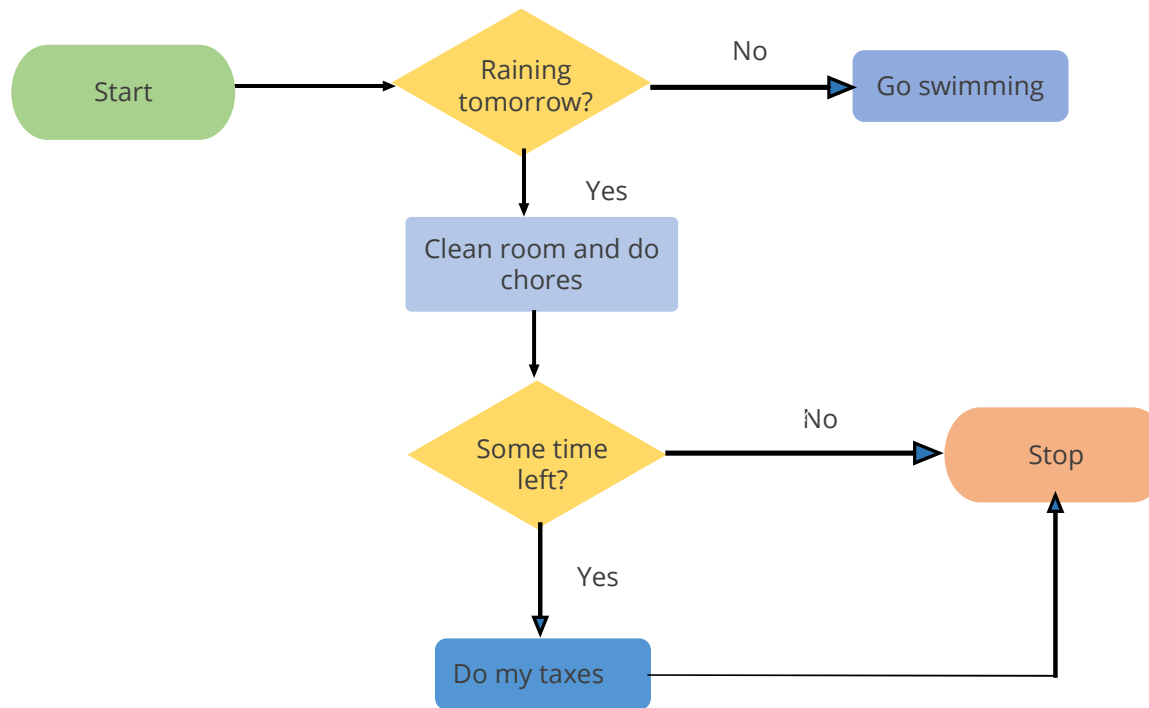 Start
Raining
tomorrow?
No
Go swimming
Yes
Clean room and do
chores
Some time
left?
No
Stop
Yes
Do my taxes